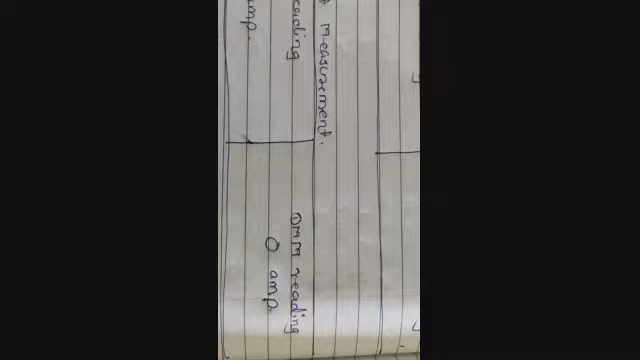 measurement.
reading
DMM reading
amp.
0 amp.